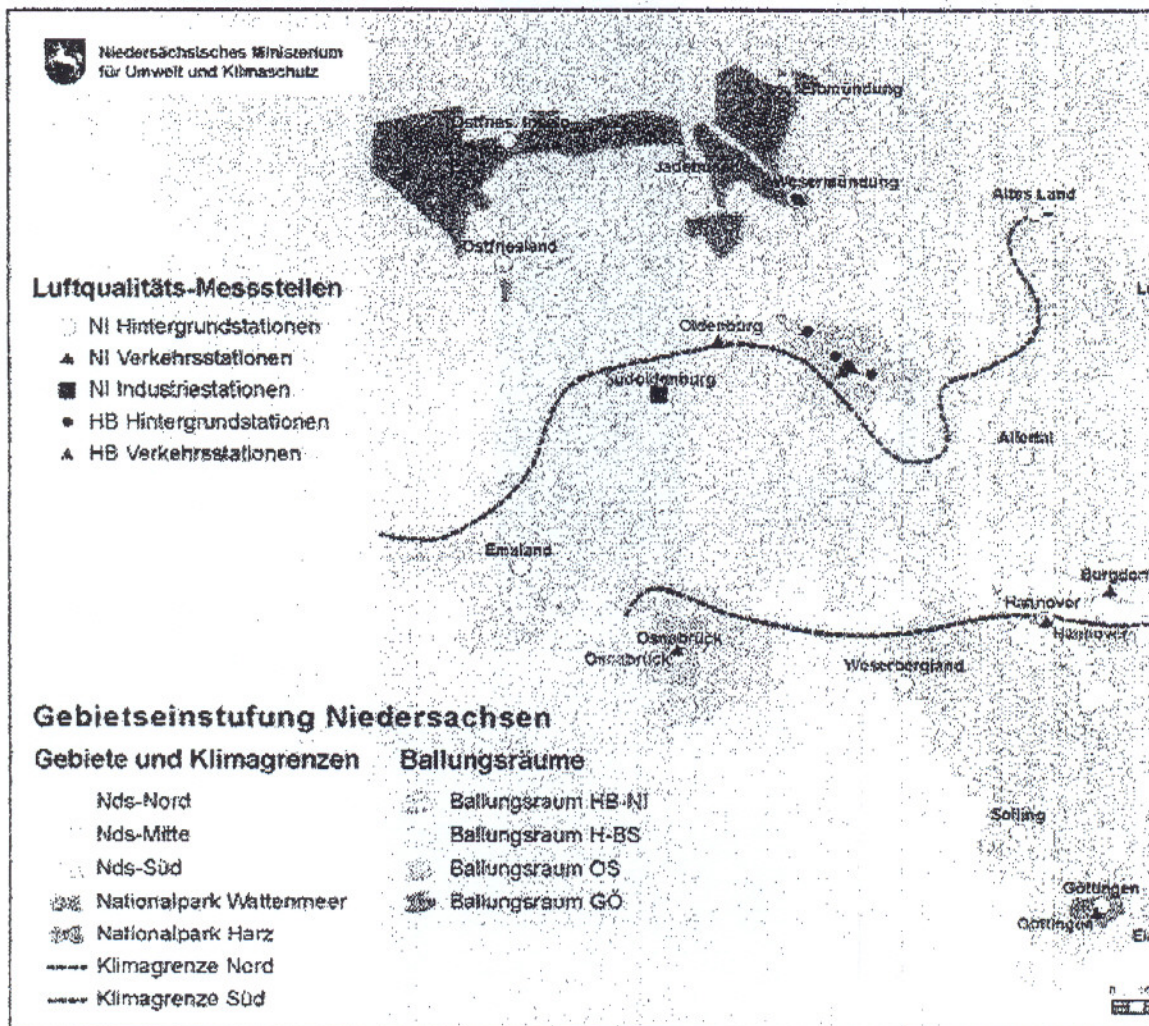 Niedersächsisches Ministerium
für Umwelt und Klimaschutz
Elbmündung
Ostfries. Inseln
Wesermündung
Altes Land
Ostfriesland
Luftqualitäts-Messstellen
NI Hintergrundstationen
NI Verkehrsstationen
NI Industriestationen
HB Hintergrundstationen
HB Verkehrsstationen
Oldenburg
Südoldenburg
Allertal
Emsland
Burgdorf
Hannover
Hannover
Osnabrück
Osnabrück
Weserbergland
Gebietseinstufung Niedersachsen
Gebiete und Klimagrenzen
Nds-Nord
Nds-Mitte
Nds-Süd
Nationalpark Wattenmeer
Nationalpark Harz
Klimagrenze Nord
Klimagrenze Süd
Ballungsräume
Ballungsraum HB-NI
Ballungsraum H-BS
Ballungsraum OS
Ballungsraum GÖ
Solling
Göttingen
Göttingen